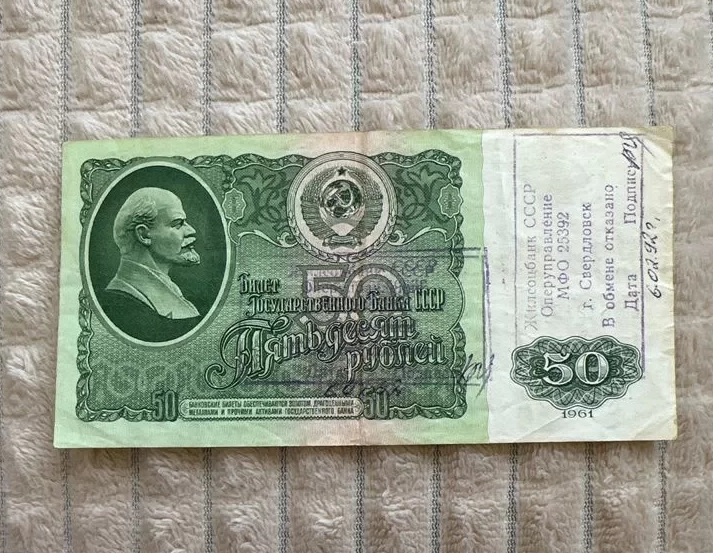 Билет
Государственного Банка СССР
50
Пятьдесят
рублей
50
БАНКОВСКИЕ БИЛЕТЫ ОБЕСПЕЧИВАЮТСЯ ЗОЛОТОМ, ДРАГОЦЕННЫМИ
МЕТАЛЛАМИ И ПРОЧИМИ АКТИВАМИ ГОСУДАРСТВЕННОГО БАНКА
50
Жилсоцбанк СССР
Оперуправление
МФО 25392
г. Свердловск
В обмене отказано
Дата Подпись
50
1961